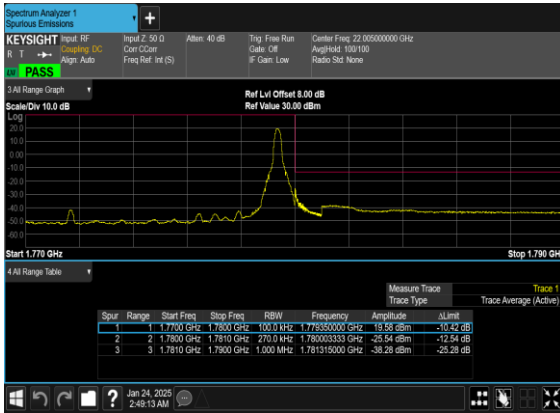 Spectrum Analyzer 1
Spurious Emissions
+
KEYSIGHT
R T
PASS
Input: RF
Coupling: DC
Align: Auto
Input Z: 50 Ω
Corr CCorr
Freq Ref: Int (S)
Atten: 40 dB
Trig: Free Run
Gate: Off
IF Gain: Low
Center Freq: 22.005000000 GHz
Avg|Hold: 100/100
Radio Std: None
3 All Range Graph
Scale/Div 10.0 dB
Ref Lvl Offset 8.00 dB
Ref Value 30.00 dBm
Log
20.0
10.0
0.00
-10.0
-20.0
-30.0
-40.0
-50.0
-60.0
Start 1.770 GHz
Stop 1.790 GH
4 All Range Table
Measure Trace Trace 1
Trace Type Trace Average (Active)
Spur Range Start Freq Stop Freq RBW Frequency Amplitude ΔLimit
1 1 1.7700 GHz 1.7800 GHz 100.0 kHz 1.779350000 GHz 19.58 dBm -10.42 dB
2 2 1.7800 GHz 1.7810 GHz 270.0 kHz 1.780003333 GHz -25.54 dBm -12.54 dB
3 3 1.7810 GHz 1.7900 GHz 1.000 MHz 1.781315000 GHz -38.28 dBm -25.28 dB
?
Jan 24, 2025
2:49:13 AM